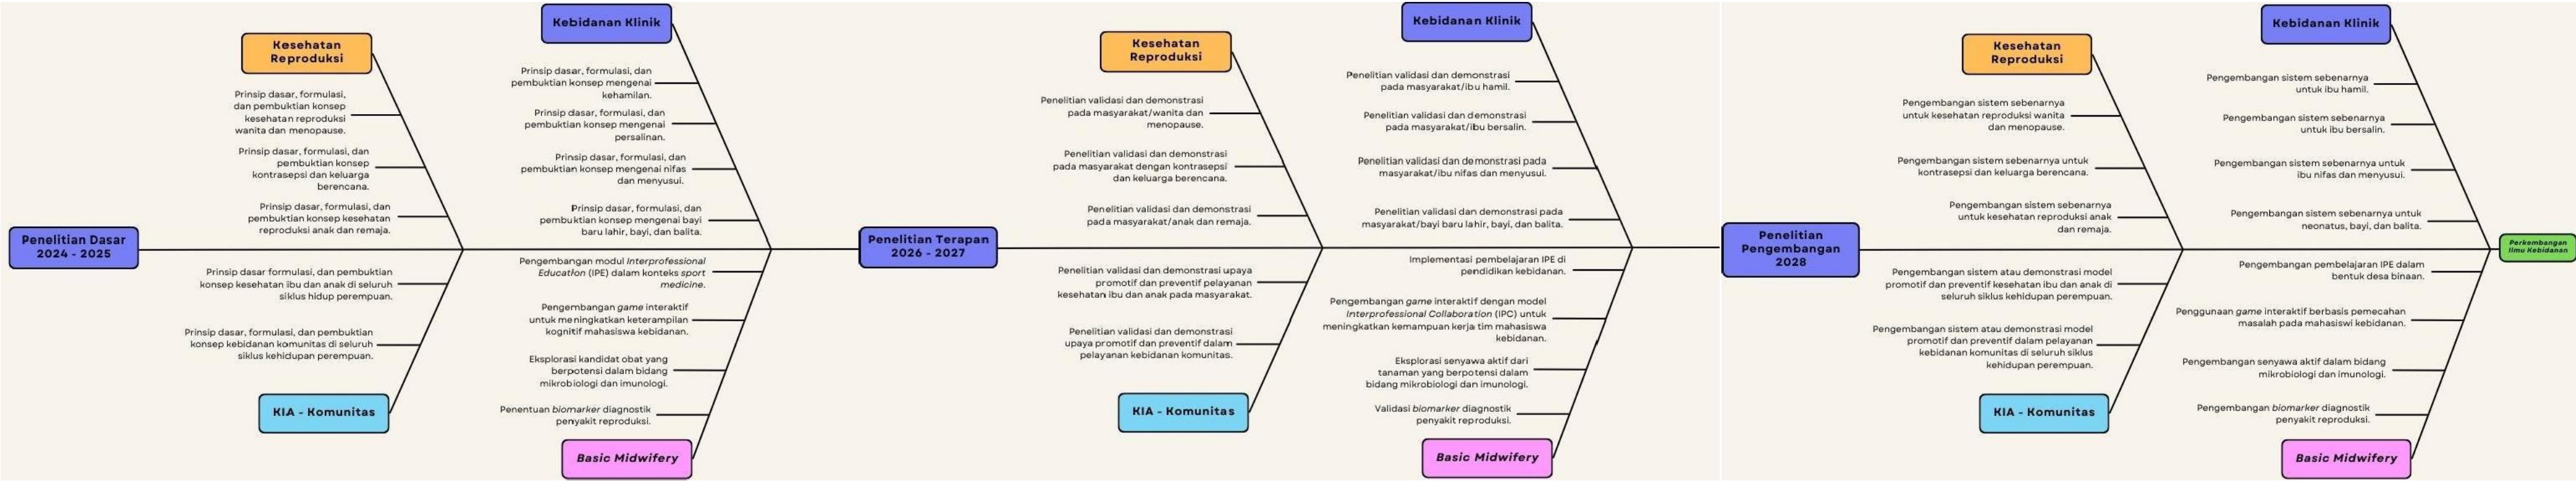 Penelitian Dasar
2024 - 2025
Kesehatan
Reproduksi
Prinsip dasar, formulasi,
dan pembuktian konsep
kesehatan reproduksi
wanita dan menopause.
Prinsip dasar, formulasi, dan
pembuktian konsep
kontrasepsi dan keluarga
berencana.
Prinsip dasar, formulasi, dan
pembuktian konsep kesehatan
reproduksi anak dan remaja.
Prinsip dasar formulasi, dan pembuktian
konsep kesehatan ibu dan anak di seluruh
siklus hidup perempuan.
Prinsip dasar, formulasi, dan pembuktian
konsep kebidanan komunitas di seluruh
siklus kehidupan perempuan.
KIA - Komunitas
Kebidanan Klinik
Prinsip dasar, formulasi, dan
pembuktian konsep mengenai
kehamilan.
Prinsip dasar, formulasi, dan
pembuktian konsep mengenai
persalinan.
Prinsip dasar, formulasi, dan
pembuktian konsep mengenai nifas
dan menyusui.
Prinsip dasar, formulasi, dan
pembuktian konsep mengenai bayi
baru lahir, bayi, dan balita.
Pengembangan modul Interprofessional
Education (IPE) dalam konteks sport
medicine.
Pengembangan game interaktif
untuk meningkatkan keterampilan
kognitif mahasiswa kebidanan.
Eksplorasi kandidat obat yang
berpotensi dalam bidang
mikrobiologi dan imunologi.
Penentuan biomarker diagnostik
penyakit reproduksi.
Basic Midwifery
Penelitian Terapan
2026 - 2027
Kesehatan
Reproduksi
Penelitian validasi dan demonstrasi
pada masyarakat/wanita dan
menopause.
Penelitian validasi dan demonstrasi
pada masyarakat dengan kontrasepsi
dan keluarga berencana.
Penelitian validasi dan demonstrasi
pada masyarakat/anak dan remaja.
Penelitian validasi dan demonstrasi upaya
promotif dan preventif pelayanan
kesehatan ibu dan anak pada masyarakat.
Penelitian validasi dan demonstrasi
upaya promotif dan preventif dalam
pelayanan kebidanan komunitas.
KIA - Komunitas
Kebidanan Klinik
Penelitian validasi dan demonstrasi
pada masyarakat/ibu hamil.
Penelitian validasi dan demonstrasi
pada masyarakat/ibu bersalin.
Penelitian validasi dan demonstrasi pada
masyarakat/ibu nifas dan menyusui.
Penelitian validasi dan demonstrasi pada
masyarakat/bayi baru lahir, bayi, dan balita.
Implementasi pembelajaran IPE di
pendidikan kebidanan.
Pengembangan game interaktif dengan model
Interprofessional Collaboration (IPC) untuk
meningkatkan kemampuan kerja tim mahasiswa
kebidanan.
Eksplorasi senyawa aktif dari
tanaman yang berpotensi dalam
bidang mikrobiologi dan imunologi.
Validasi biomarker diagnostik
penyakit reproduksi.
Basic Midwifery
Penelitian
Pengembangan
2028
Kesehatan
Reproduksi
Pengembangan sistem sebenarnya
untuk kesehatan reproduksi wanita
dan menopause.
Pengembangan sistem sebenarnya untuk
kontrasepsi dan keluarga berencana.
Pengembangan sistem sebenarnya
untuk kesehatan reproduksi anak
dan remaja.
Pengembangan sistem atau demonstrasi model
promotif dan preventif kesehatan ibu dan anak di
seluruh siklus kehidupan perempuan.
Pengembangan sistem atau demonstrasi model
promotif dan preventif dalam pelayanan
kebidanan komunitas di seluruh siklus
kehidupan perempuan.
KIA - Komunitas
Kebidanan Klinik
Pengembangan sistem sebenarnya
untuk ibu hamil.
Pengembangan sistem sebenarnya
untuk ibu bersalin.
Pengembangan sistem sebenarnya untuk
ibu nifas dan menyusui.
Pengembangan sistem sebenarnya untuk
neonatus, bayi, dan balita.
Pengembangan pembelajaran IPE dalam
bentuk desa binaan.
Penggunaan game interaktif berbasis pemecahan
masalah pada mahasiswi kebidanan.
Pengembangan senyawa aktif dalam bidang
mikrobiologi dan imunologi.
Pengembangan biomarker diagnostik
penyakit reproduksi.
Basic Midwifery
Perkembangan
Ilmu Kebidanan